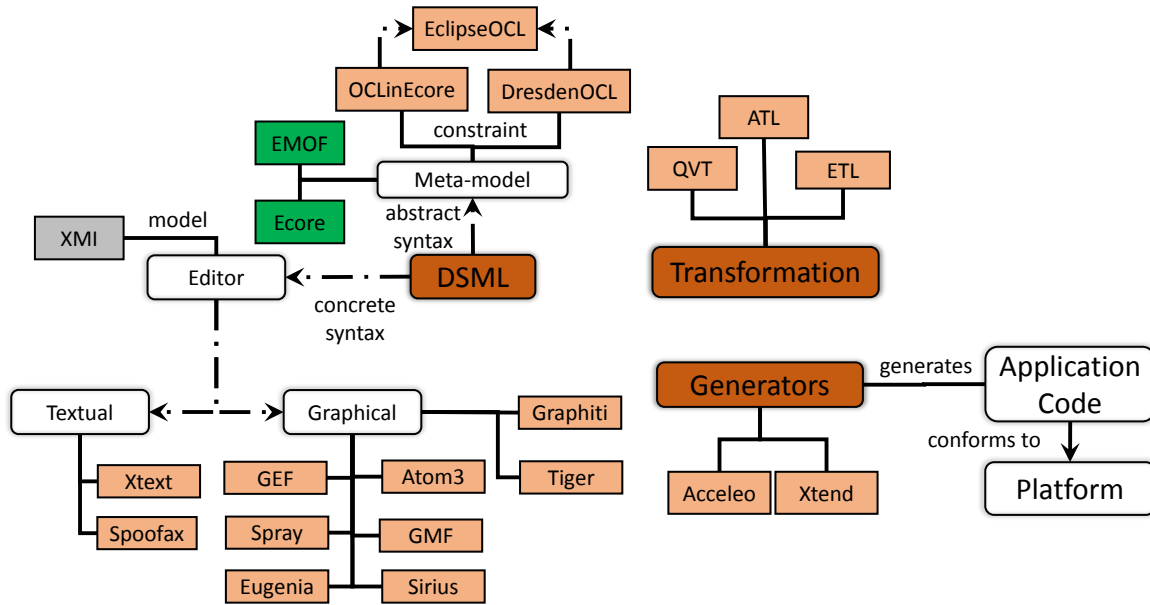 EclipseOCL
OCLinEcore
DresdenOCL
constraint
EMOF
Meta-model
Ecore
abstract
syntax
model
XMI
Editor
DSML
concrete
syntax
ATL
QVT
ETL
Transformation
Textual
Graphical
Graphiti
Xtext
GEF
Atom3
Tiger
Spoofax
Spray
GMF
Eugenia
Sirius
Generators
generates
Application
Code
conforms to
Acceleo
Xtend
Platform